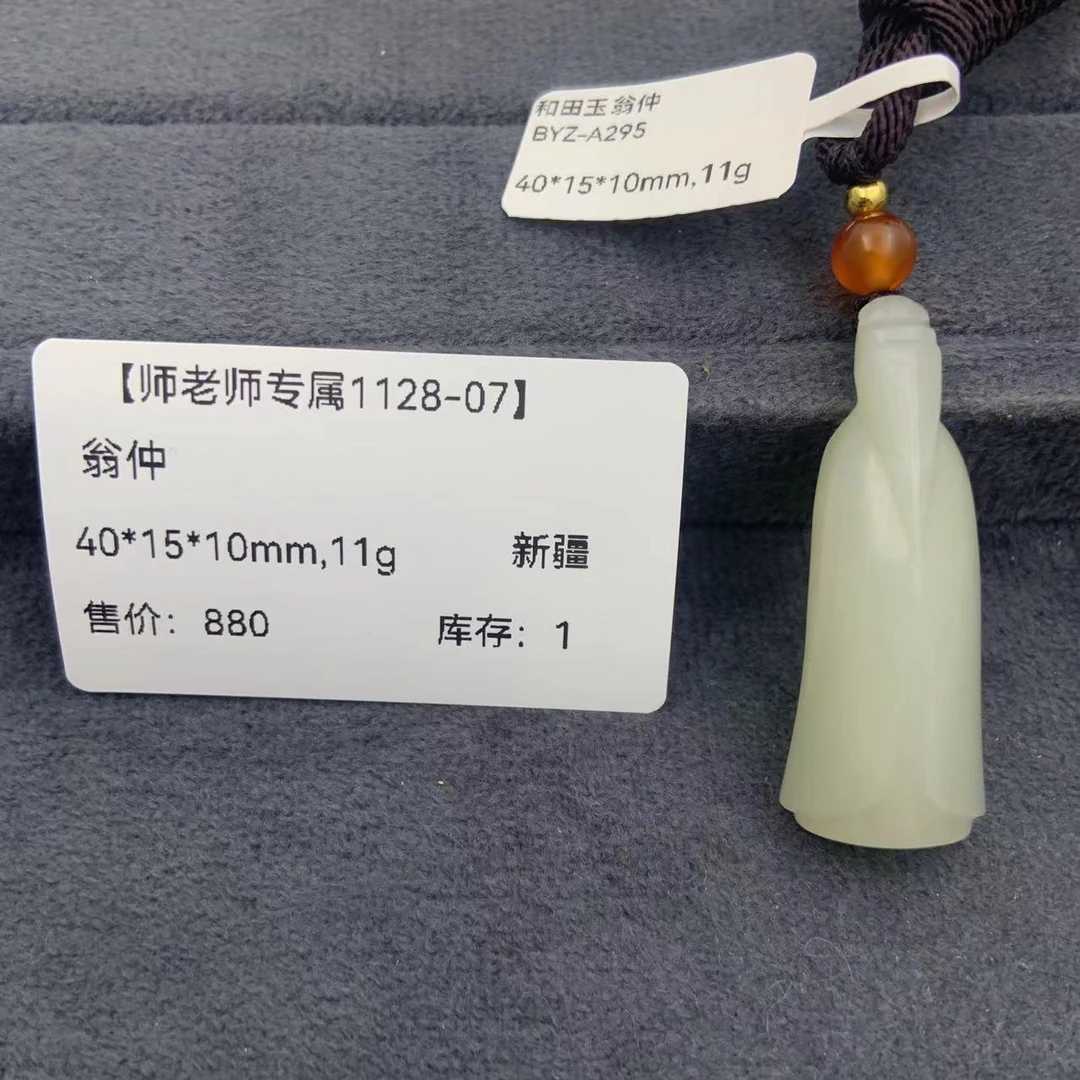 和田玉翁仲
BYZ-A295
40*15*10mm,11g
【师老师专属1128-07】
翁仲
40*15*10mm,11g 新疆
售价：880 库存：1